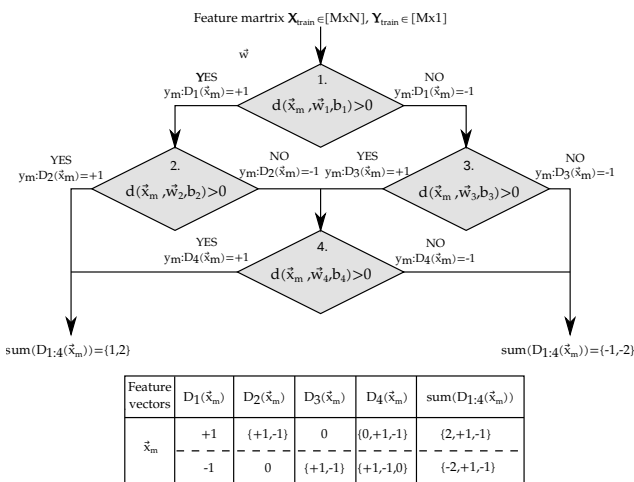 Feature martrix X_train∈[MxN], Y_train∈[Mx1]
w⃗
YES
y_m:D_1(x⃗_m)=+1
1.
d(x⃗_m,w⃗_1,b_1)>0
NO
y_m:D_1(x⃗_m)=-1
YES
y_m:D_2(x⃗_m)=+1
2.
d(x⃗_m,w⃗_2,b_2)>0
NO
y_m:D_2(x⃗_m)=-1
YES
y_m:D_3(x⃗_m)=+1
3.
d(x⃗_m,w⃗_3,b_3)>0
NO
y_m:D_3(x⃗_m)=-1
YES
y_m:D_4(x⃗_m)=+1
4.
d(x⃗_m,w⃗_4,b_4)>0
NO
y_m:D_4(x⃗_m)=-1
sum(D_1:4(x⃗_m))={1,2}
sum(D_1:4(x⃗_m))={-1,-2}
Feature vectors D_1(x⃗_m) D_2(x⃗_m) D_3(x⃗_m) D_4(x⃗_m) sum(D_1:4(x⃗_m))
x⃗_m
+1 {+1,-1} 0 {0,+1,-1} {2,+1,-1}
-1 0 {+1,-1} {+1,-1,0} {-2,+1,-1}